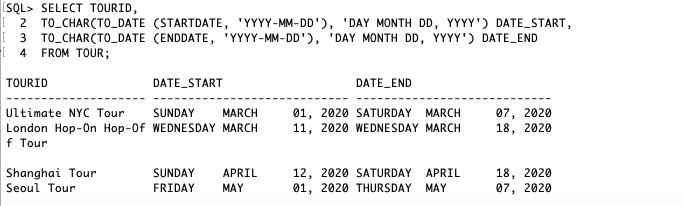 SQL> SELECT TOURID,
2 TO_CHAR(TO_DATE (STARTDATE, 'YYYY-MM-DD'), 'DAY MONTH DD, YYYY') DATE_START,
3 TO_CHAR(TO_DATE (ENDDATE, 'YYYY-MM-DD'), 'DAY MONTH DD, YYYY') DATE_END
4 FROM TOUR;
TOURID DATE_START DATE_END
-------------------- ---------------------------- ----------------------------
Ultimate NYC Tour SUNDAY MARCH 01, 2020 SATURDAY MARCH 07, 2020
London Hop-On Hop-Of WEDNESDAY MARCH 11, 2020 WEDNESDAY MARCH 18, 2020
f Tour
Shanghai Tour SUNDAY APRIL 12, 2020 SATURDAY APRIL 18, 2020
Seoul Tour FRIDAY MAY 01, 2020 THURSDAY MAY 07, 2020